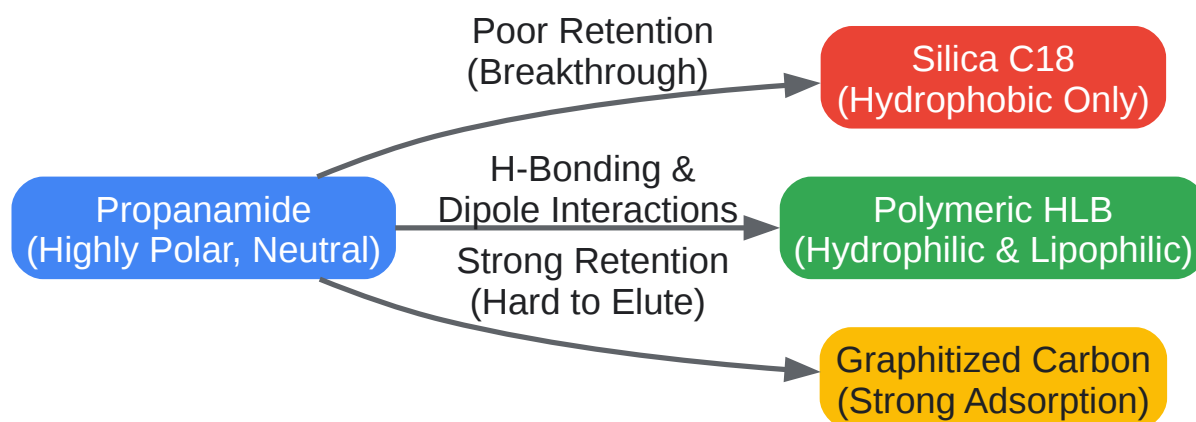 Poor Retention
(Breakthrough)
Silica C18
(Hydrophobic Only)
Propanamide
(Highly Polar, Neutral)
H-Bonding &
Dipole Interactions
Polymeric HLB
(Hydrophilic & Lipophilic)
Strong Retention
(Hard to Elute)
Graphitized Carbon
(Strong Adsorption)